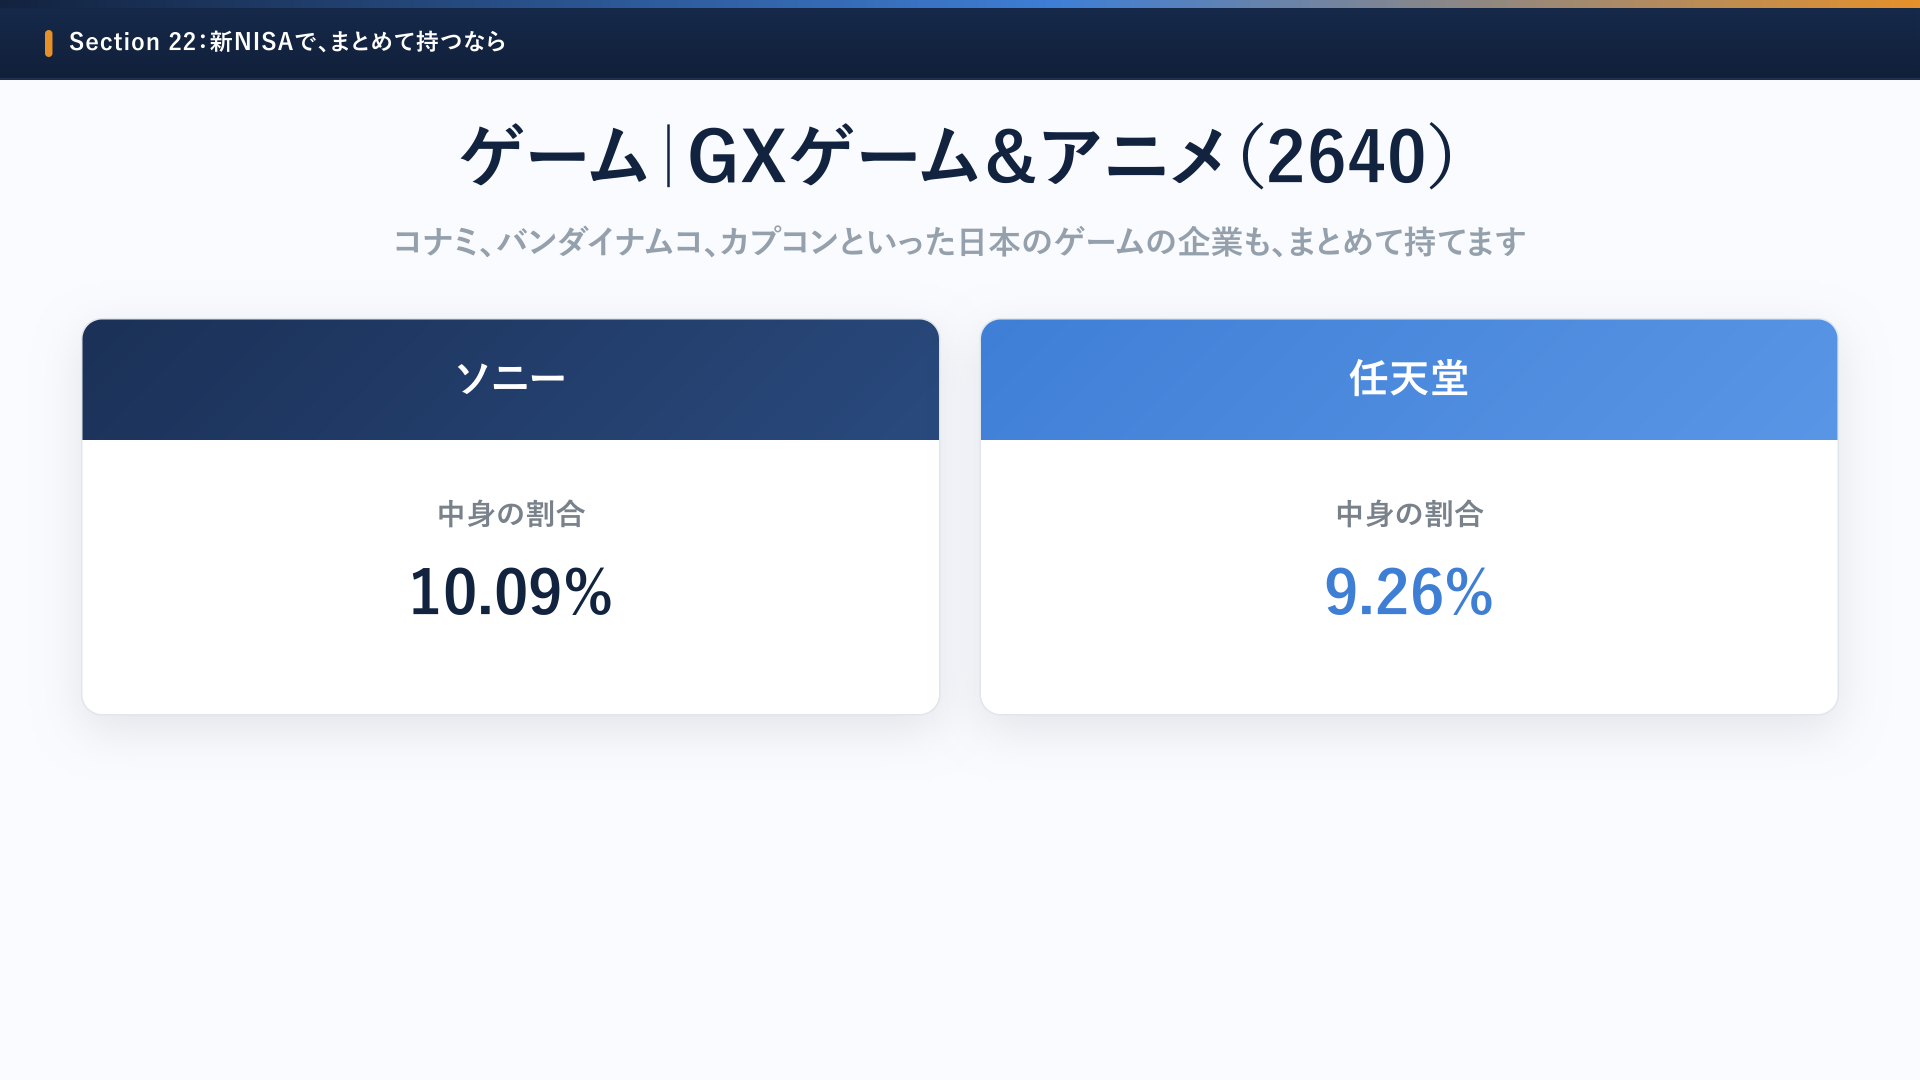 Section 22：新NISAで、まとめて持つなら
ゲーム｜GXゲーム&アニメ（2640）
コナミ、バンダイナムコ、カプコンといった日本のゲームの企業も、まとめて持てます
ソニー
中身の割合
10.09%
任天堂
中身の割合
9.26%